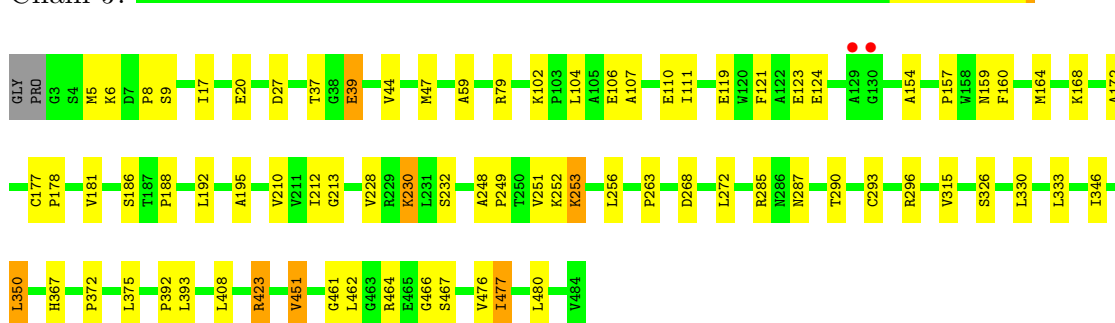 GLY PRO G3 S4 M5 K6 D7 P8 S9 I17 E20 D27 T37 G38 E39 V44 M47 A59 R79 K102 P103 L104 A105 E106 A107 E110 I111 E119 W120 F121 A122 E123 E124 A129 G130 A154 P157 W158 N159 F160 M164 K168
C177 P178 V181 S186 T187 P188 L192 A195 V210 V211 I212 G213 V228 R229 K230 L231 S232 A248 P249 T250 V251 K252 K253 L256 P263 D268 L272 R285 N286 N287 T290 C293 R296 V315 S326 L330 L333 I346
L350 H367 P372 L375 P392 L393 L408 R423 V451 G461 L462 G463 R464 E465 G466 S467 V476 I477 L480 V484